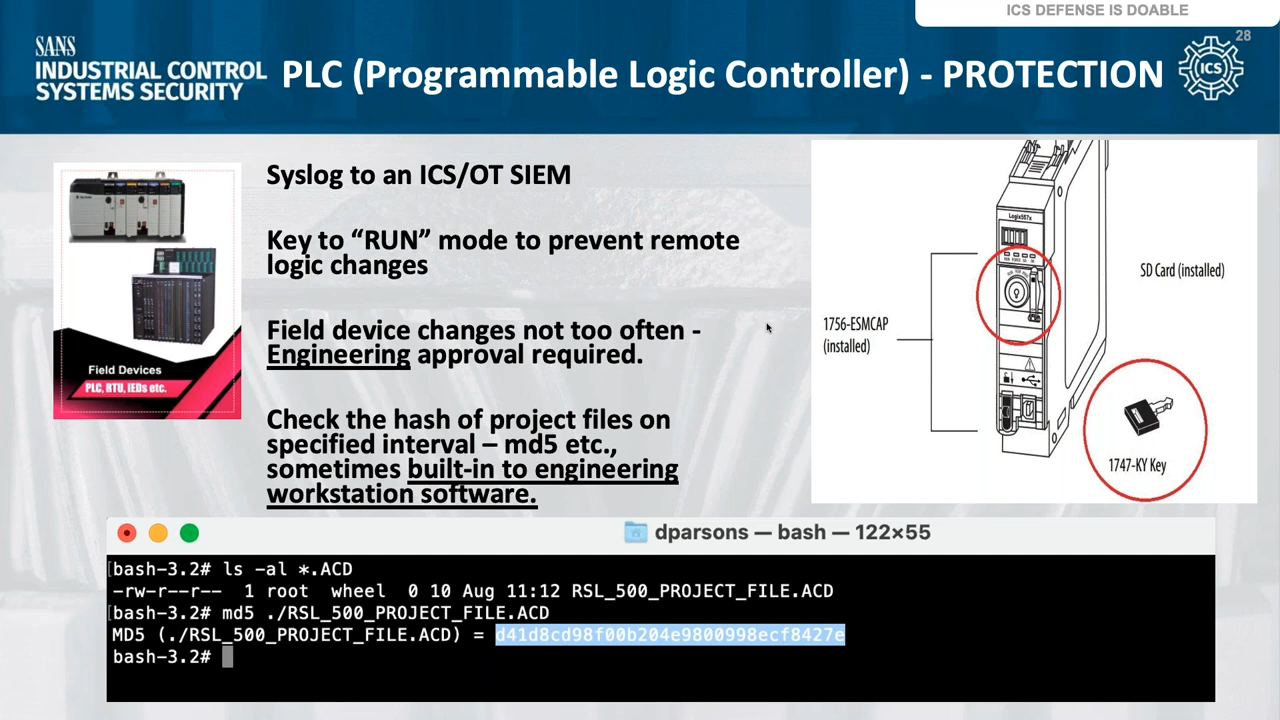 ICS DEFENSE IS DOABLE
28
SANS
INDUSTRIAL CONTROL
SYSTEMS SECURITY
PLC (Programmable Logic Controller) - PROTECTION
ICS
Syslog to an ICS/OT SIEM
Key to “RUN” mode to prevent remote
logic changes
Field device changes not too often -
Engineering approval required.
Check the hash of project files on
specified interval – md5 etc.,
sometimes built-in to engineering
workstation software.
Field Devices
PLC, RTU, IEDs etc.
Logix557x
SD Card (installed)
1756-ESMCAP
(installed)
1747-KY Key
dparsons — bash — 122×55
[bash-3.2# ls -al *.ACD
-rw-r--r--  1 root  wheel  0 10 Aug 11:12 RSL_500_PROJECT_FILE.ACD
[bash-3.2# md5 ./RSL_500_PROJECT_FILE.ACD
MD5 (./RSL_500_PROJECT_FILE.ACD) = d41d8cd98f00b204e9800998ecf8427e
bash-3.2#